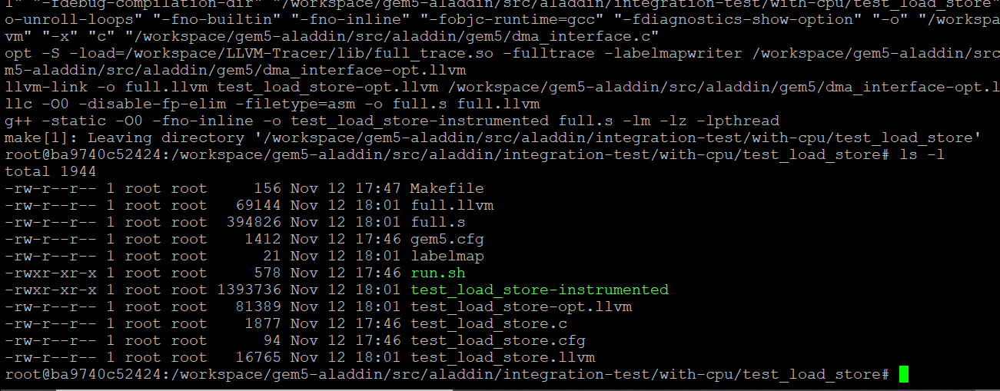 l" "-fdebug-compilation-dir" "/workspace/gem5-aladdin/src/aladdin/integration-test/with-cpu/test_load_store"
o-unroll-loops" "-fno-builtin" "-fno-inline" "-fobjc-runtime=gcc" "-fdiagnostics-show-option" "-o" "/workspa
vm" "-x" "c" "/workspace/gem5-aladdin/src/aladdin/gem5/dma_interface.c"
opt -S -load=/workspace/LLVM-Tracer/lib/full_trace.so -fulltrace -labelmapwriter /workspace/gem5-aladdin/src
m5-aladdin/src/aladdin/gem5/dma_interface-opt.llvm
llvm-link -o full.llvm test_load_store-opt.llvm /workspace/gem5-aladdin/src/aladdin/gem5/dma_interface-opt.l
llc -O0 -disable-fp-elim -filetype=asm -o full.s full.llvm
g++ -static -O0 -fno-inline -o test_load_store-instrumented full.s -lm -lz -lpthread
make[1]: Leaving directory '/workspace/gem5-aladdin/src/aladdin/integration-test/with-cpu/test_load_store'
root@ba9740c52424:/workspace/gem5-aladdin/src/aladdin/integration-test/with-cpu/test_load_store# ls -l
total 1944
-rw-r--r-- 1 root root     156 Nov 12 17:47 Makefile
-rw-r--r-- 1 root root   69144 Nov 12 18:01 full.llvm
-rw-r--r-- 1 root root  394826 Nov 12 18:01 full.s
-rw-r--r-- 1 root root    1412 Nov 12 17:46 gem5.cfg
-rw-r--r-- 1 root root      21 Nov 12 18:01 labelmap
-rwxr-xr-x 1 root root     578 Nov 12 17:46 run.sh
-rwxr-xr-x 1 root root 1393736 Nov 12 18:01 test_load_store-instrumented
-rw-r--r-- 1 root root   81389 Nov 12 18:01 test_load_store-opt.llvm
-rw-r--r-- 1 root root    1877 Nov 12 17:46 test_load_store.c
-rw-r--r-- 1 root root      94 Nov 12 17:46 test_load_store.cfg
-rw-r--r-- 1 root root   16765 Nov 12 18:01 test_load_store.llvm
root@ba9740c52424:/workspace/gem5-aladdin/src/aladdin/integration-test/with-cpu/test_load_store#